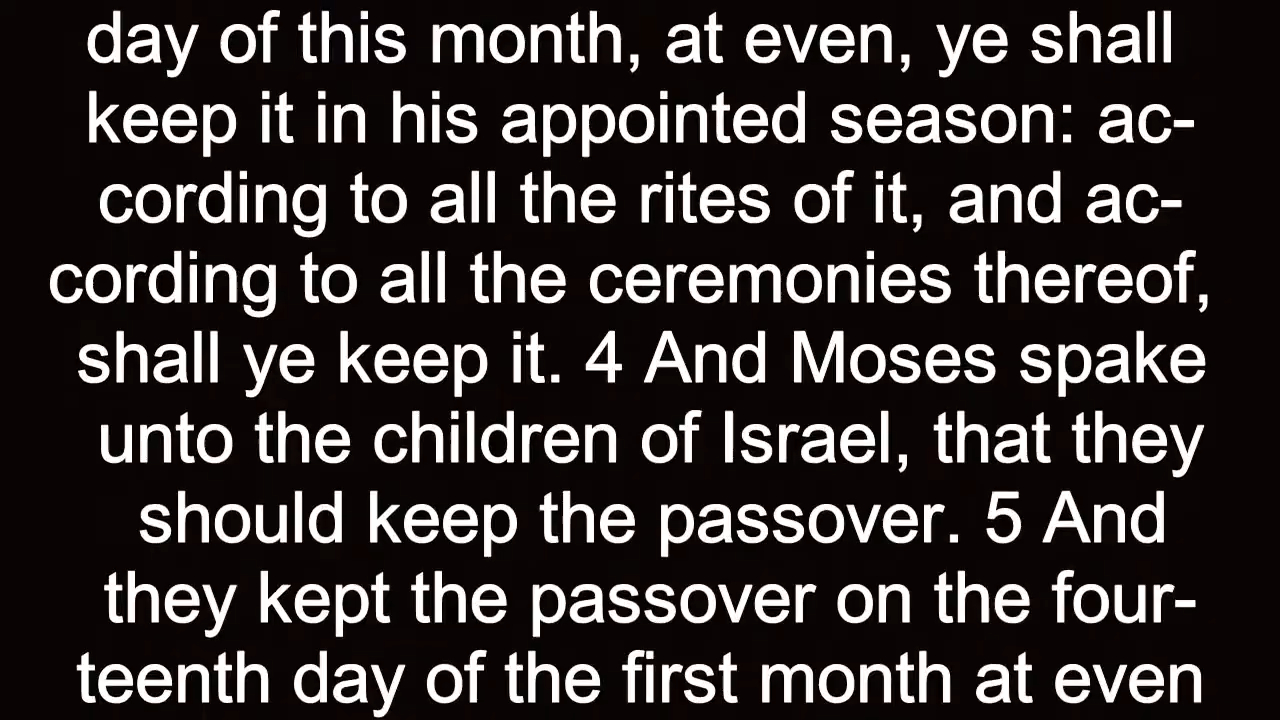 day of this month, at even, ye shall
keep it in his appointed season: ac-
cording to all the rites of it, and ac-
cording to all the ceremonies thereof,
shall ye keep it. 4 And Moses spake
unto the children of Israel, that they
should keep the passover. 5 And
they kept the passover on the four-
teenth day of the first month at even